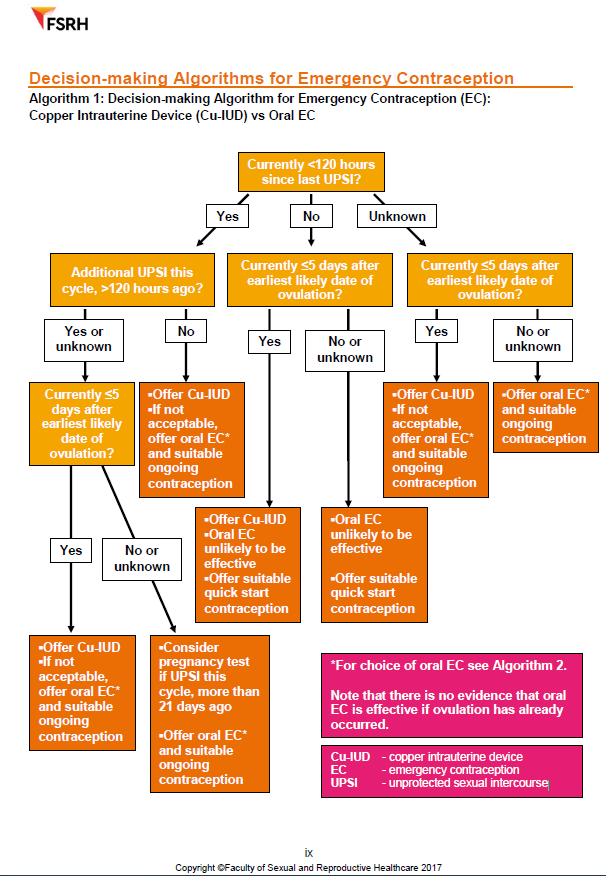 FSRH
Decision-making Algorithms for Emergency Contraception
Algorithm 1: Decision-making Algorithm for Emergency Contraception (EC):
Copper Intrauterine Device (Cu-IUD) vs Oral EC
Currently <120 hours
since last UPSI?
Yes
No
Unknown
Additional UPSI this
cycle, >120 hours ago?
Currently ≤5 days after
earliest likely date of
ovulation?
Currently ≤5 days after
earliest likely date of
ovulation?
Yes or
unknown
No
Yes
No or
unknown
Yes
No or
unknown
Currently ≤5
days after
earliest likely
date of
ovulation?
▪Offer Cu-IUD
▪If not
acceptable,
offer oral EC*
and suitable
ongoing
contraception
▪Offer Cu-IUD
▪If not
acceptable,
offer oral EC*
and suitable
ongoing
contraception
▪Offer oral EC*
and suitable
ongoing
contraception
▪Offer Cu-IUD
▪Oral EC
unlikely to be
effective
▪Offer suitable
quick start
contraception
▪Oral EC
unlikely to be
effective
▪Offer suitable
quick start
contraception
Yes
No or
unknown
▪Offer Cu-IUD
▪If not
acceptable,
offer oral EC*
and suitable
ongoing
contraception
▪Consider
pregnancy test
if UPSI this
cycle, more than
21 days ago
▪Offer oral EC*
and suitable
ongoing
contraception
*For choice of oral EC see Algorithm 2.
Note that there is no evidence that oral
EC is effective if ovulation has already
occurred.
Cu-IUD - copper intrauterine device
EC - emergency contraception
UPSI - unprotected sexual intercourse
ix
Copyright ©Faculty of Sexual and Reproductive Healthcare 2017